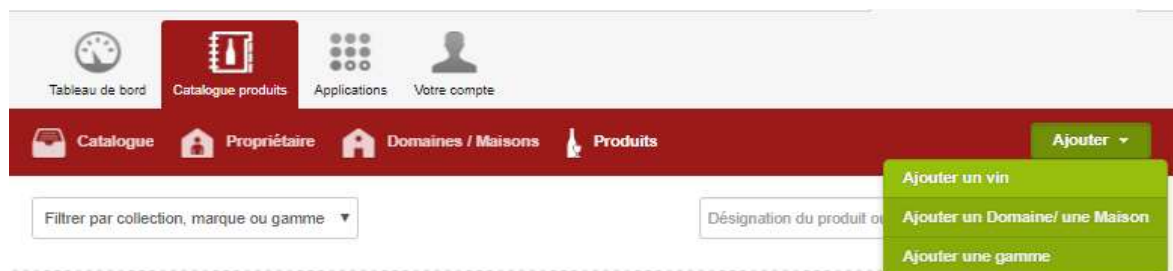 Tableau de bord Catalogue produits Applications Votre compte
Catalogue Propriétaire Domaines / Maisons Produits Ajouter
Ajouter un vin
Filtrer par collection, marque ou gamme Désignation du produit Ajouter un Domaine/ une Maison
Ajouter une gamme